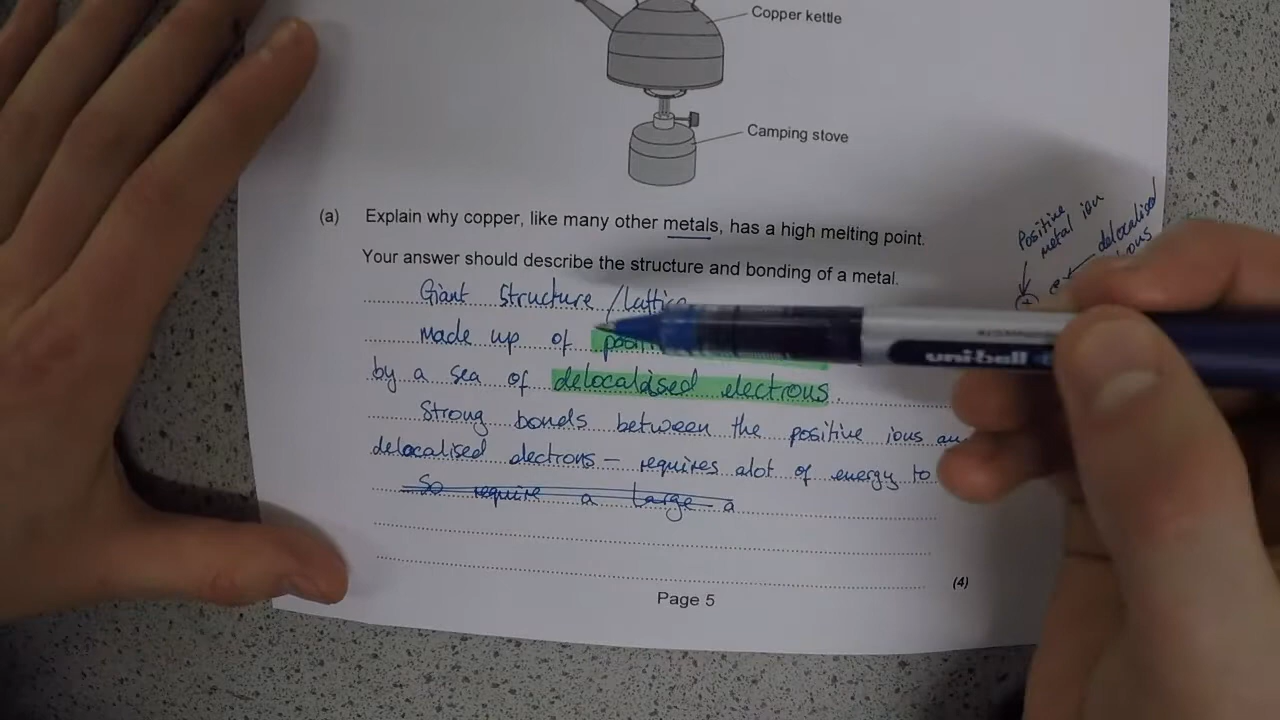 Copper kettle
Camping stove
(a) Explain why copper, like many other metals, has a high melting point.
Your answer should describe the structure and bonding of a metal.
Positive metal ion
delocalised
+
Giant Structure /lattice
Made up of
by a sea of delocalised electrons.
Strong bonds between the positive ions
delocalised electrons – requires alot of energy to
So require a large a
(4)
Page 5
uni-ball